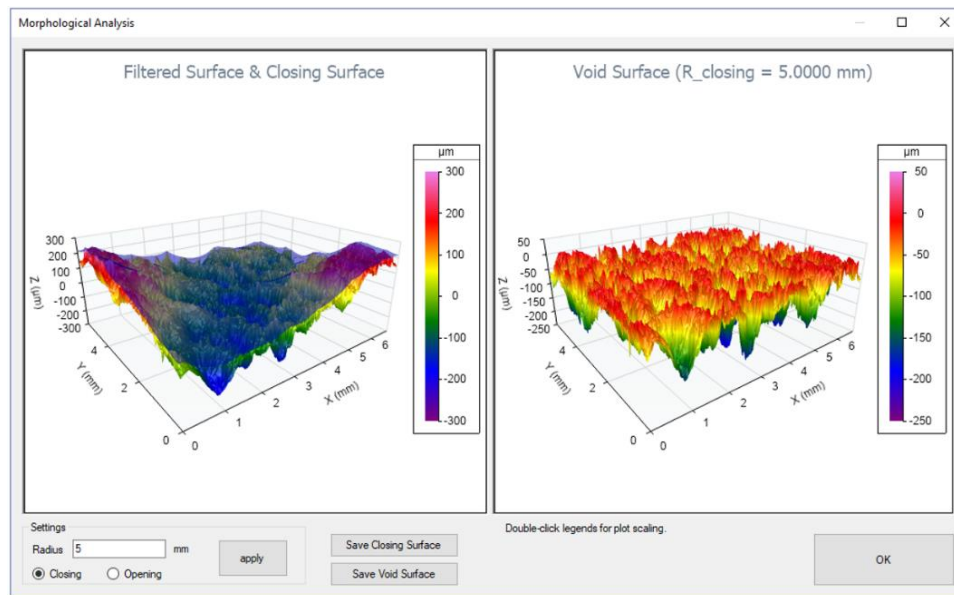 Morphological Analysis
Filtered Surface & Closing Surface
µm
300
200
100
0
-100
-200
-300
300
200
100
0
-100
-200
-300
Z (µm)
4
2
0
Y (mm)
0
1
2
3
4
5
6
X (mm)
Void Surface (R_closing = 5.0000 mm)
µm
50
0
-50
-100
-150
-200
-250
50
0
-50
-100
-150
-200
-250
Z (µm)
4
2
0
Y (mm)
0
1
2
3
4
5
6
X (mm)
Settings
Radius 5 mm
Closing Opening
apply
Save Closing Surface
Save Void Surface
Double-click legends for plot scaling.
OK